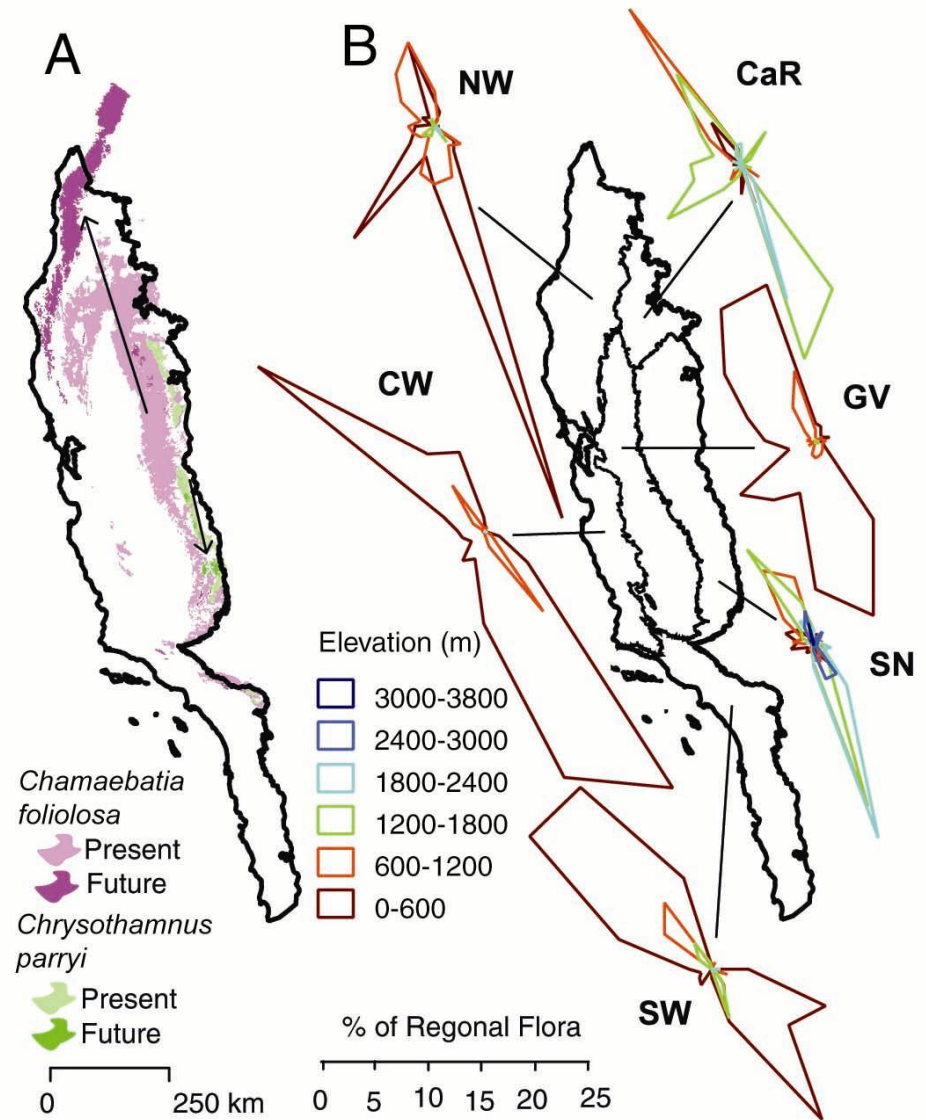 A
B
NW
CaR
CW
GV
SN
SW
Elevation (m)
3000-3800
2400-3000
1800-2400
1200-1800
600-1200
0-600
Chamaebatia
foliolosa
Present
Future
Chrysothamnus
parryi
Present
Future
0 250 km
% of Regonal Flora
0 5 10 15 20 25